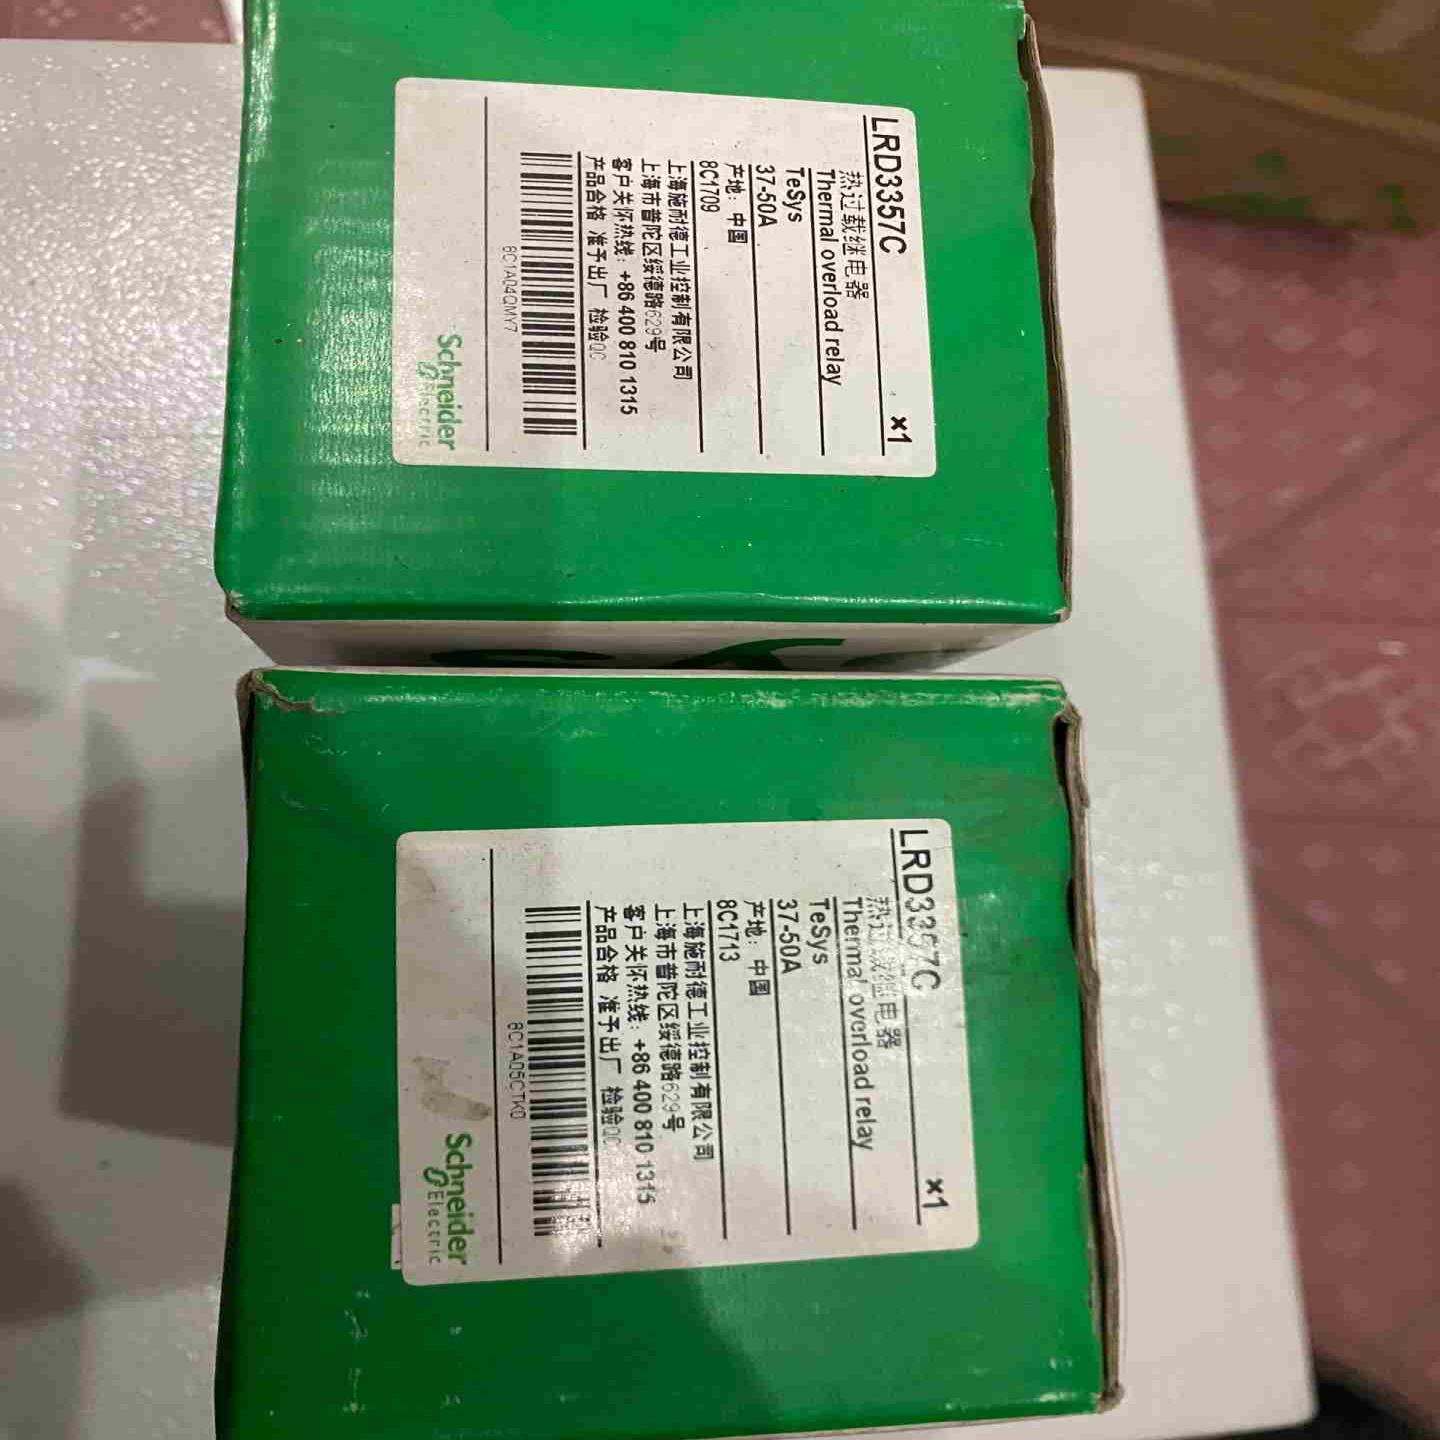 LRD3357C x1
热过载继电器
Thermal overload relay
TeSys
37-50A
产地：中国
8C1709
上海施耐德工业控制有限公司
上海市普陀区绥德路629号
客户关怀热线：+86 400 810 1315
产品合格 准予出厂 检验QC
8C1A04QMY7
Schneider
Electric
LRD3357C x1
热过载继电器
Thermal overload relay
TeSys
37-50A
产地：中国
8C1713
上海施耐德工业控制有限公司
上海市普陀区绥德路629号
客户关怀热线：+86 400 810 1315
产品合格 准予出厂 检验QC
8C1A05CTK0
Schneider
Electric